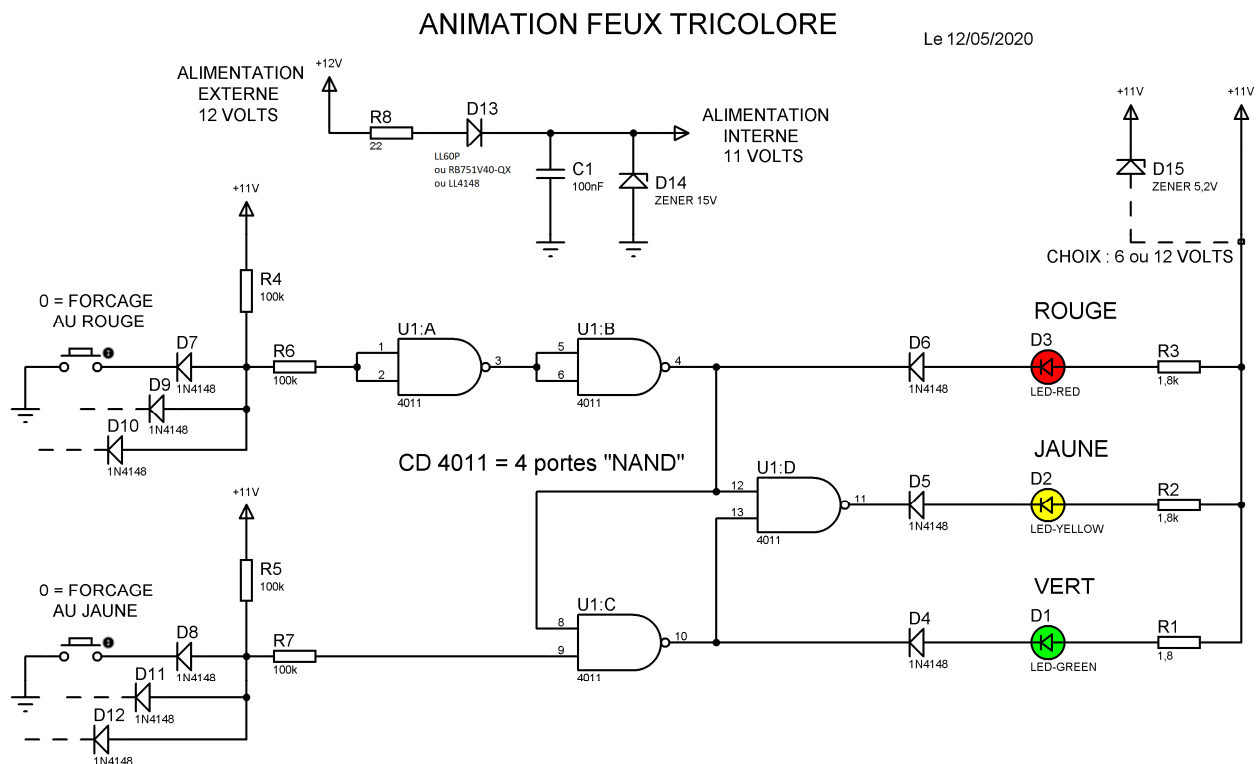 ANIMATION FEUX TRICOLORE
Le 12/05/2020
ALIMENTATION
EXTERNE
12 VOLTS
+12V
R8
22
D13
LL60P
ou RB751V40-QX
ou LL4148
C1
100nF
D14
ZENER 15V
ALIMENTATION
INTERNE
11 VOLTS
+11V
D15
ZENER 5,2V
+11V
CHOIX : 6 ou 12 VOLTS
+11V
R4
100k
0 = FORCAGE
AU ROUGE
D7
1N4148
D9
1N4148
D10
1N4148
R6
100k
U1:A
1
2
3
4011
U1:B
5
6
4
4011
D6
1N4148
ROUGE
D3
LED-RED
R3
1,8k
CD 4011 = 4 portes "NAND"
U1:D
12
13
11
4011
D5
1N4148
JAUNE
D2
LED-YELLOW
R2
1,8k
+11V
R5
100k
0 = FORCAGE
AU JAUNE
D8
1N4148
D11
1N4148
D12
1N4148
R7
100k
U1:C
8
9
10
4011
D4
1N4148
VERT
D1
LED-GREEN
R1
1,8